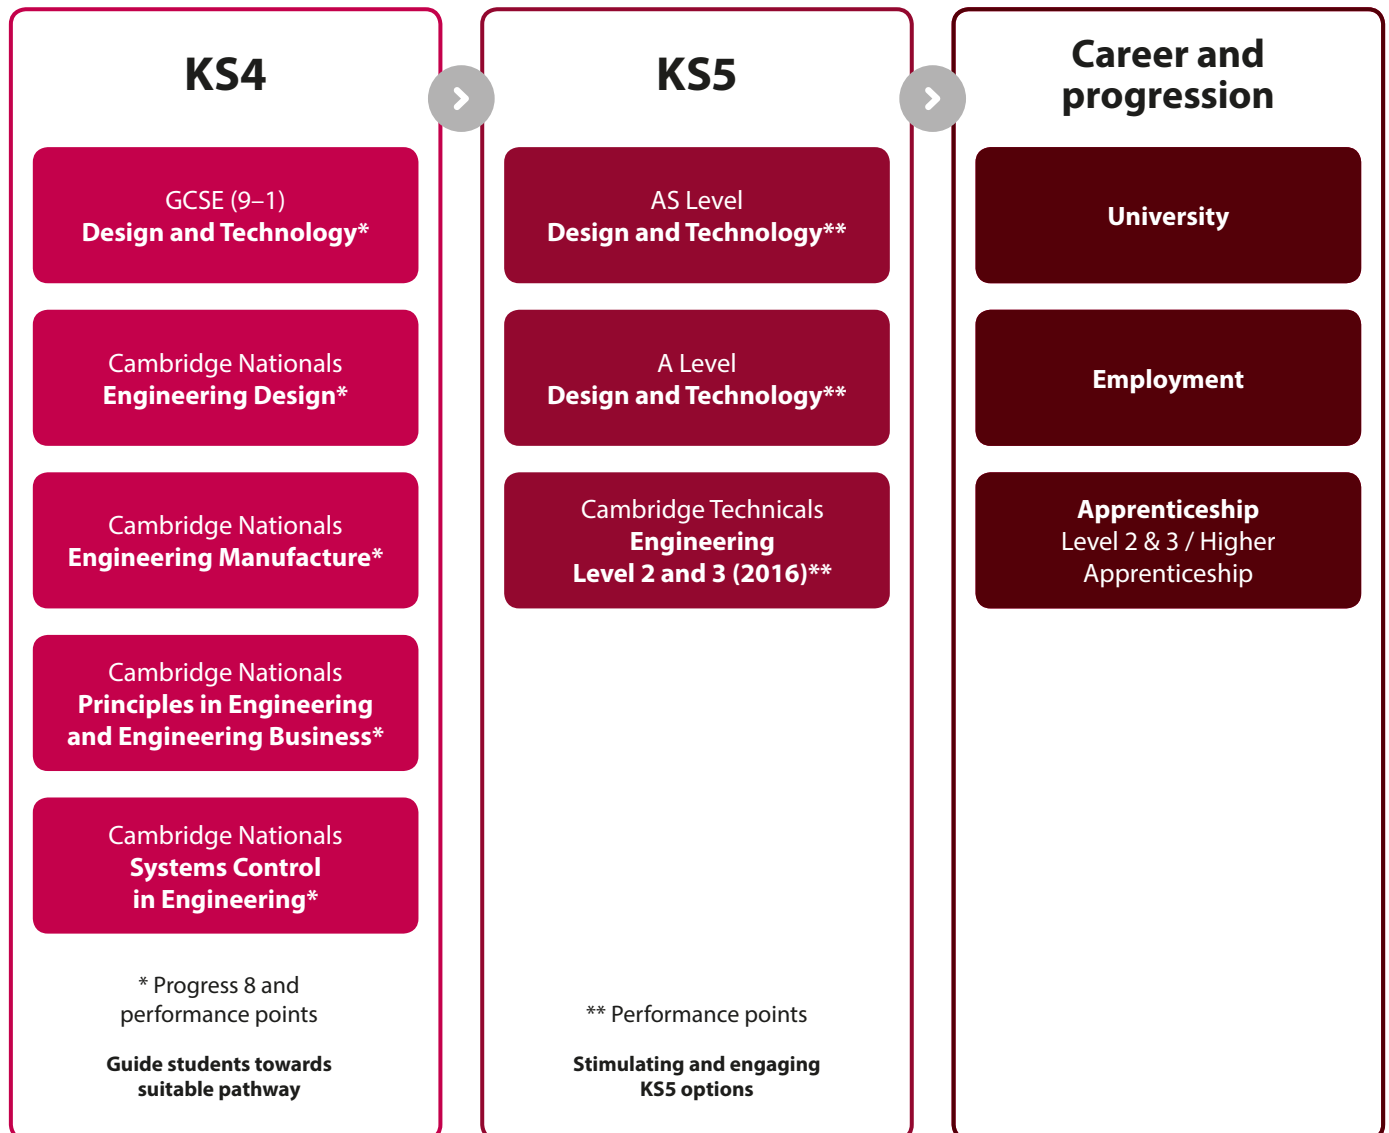 KS4
GCSE (9–1)
Design and Technology*
Cambridge Nationals
Engineering Design*
Cambridge Nationals
Engineering Manufacture*
Cambridge Nationals
Principles in Engineering
and Engineering Business*
Cambridge Nationals
Systems Control
in Engineering*
* Progress 8 and
performance points
Guide students towards
suitable pathway
KS5
AS Level
Design and Technology**
A Level
Design and Technology**
Cambridge Technicals
Engineering
Level 2 and 3 (2016)**
** Performance points
Stimulating and engaging
KS5 options
Career and
progression
University
Employment
Apprenticeship
Level 2 & 3 / Higher
Apprenticeship